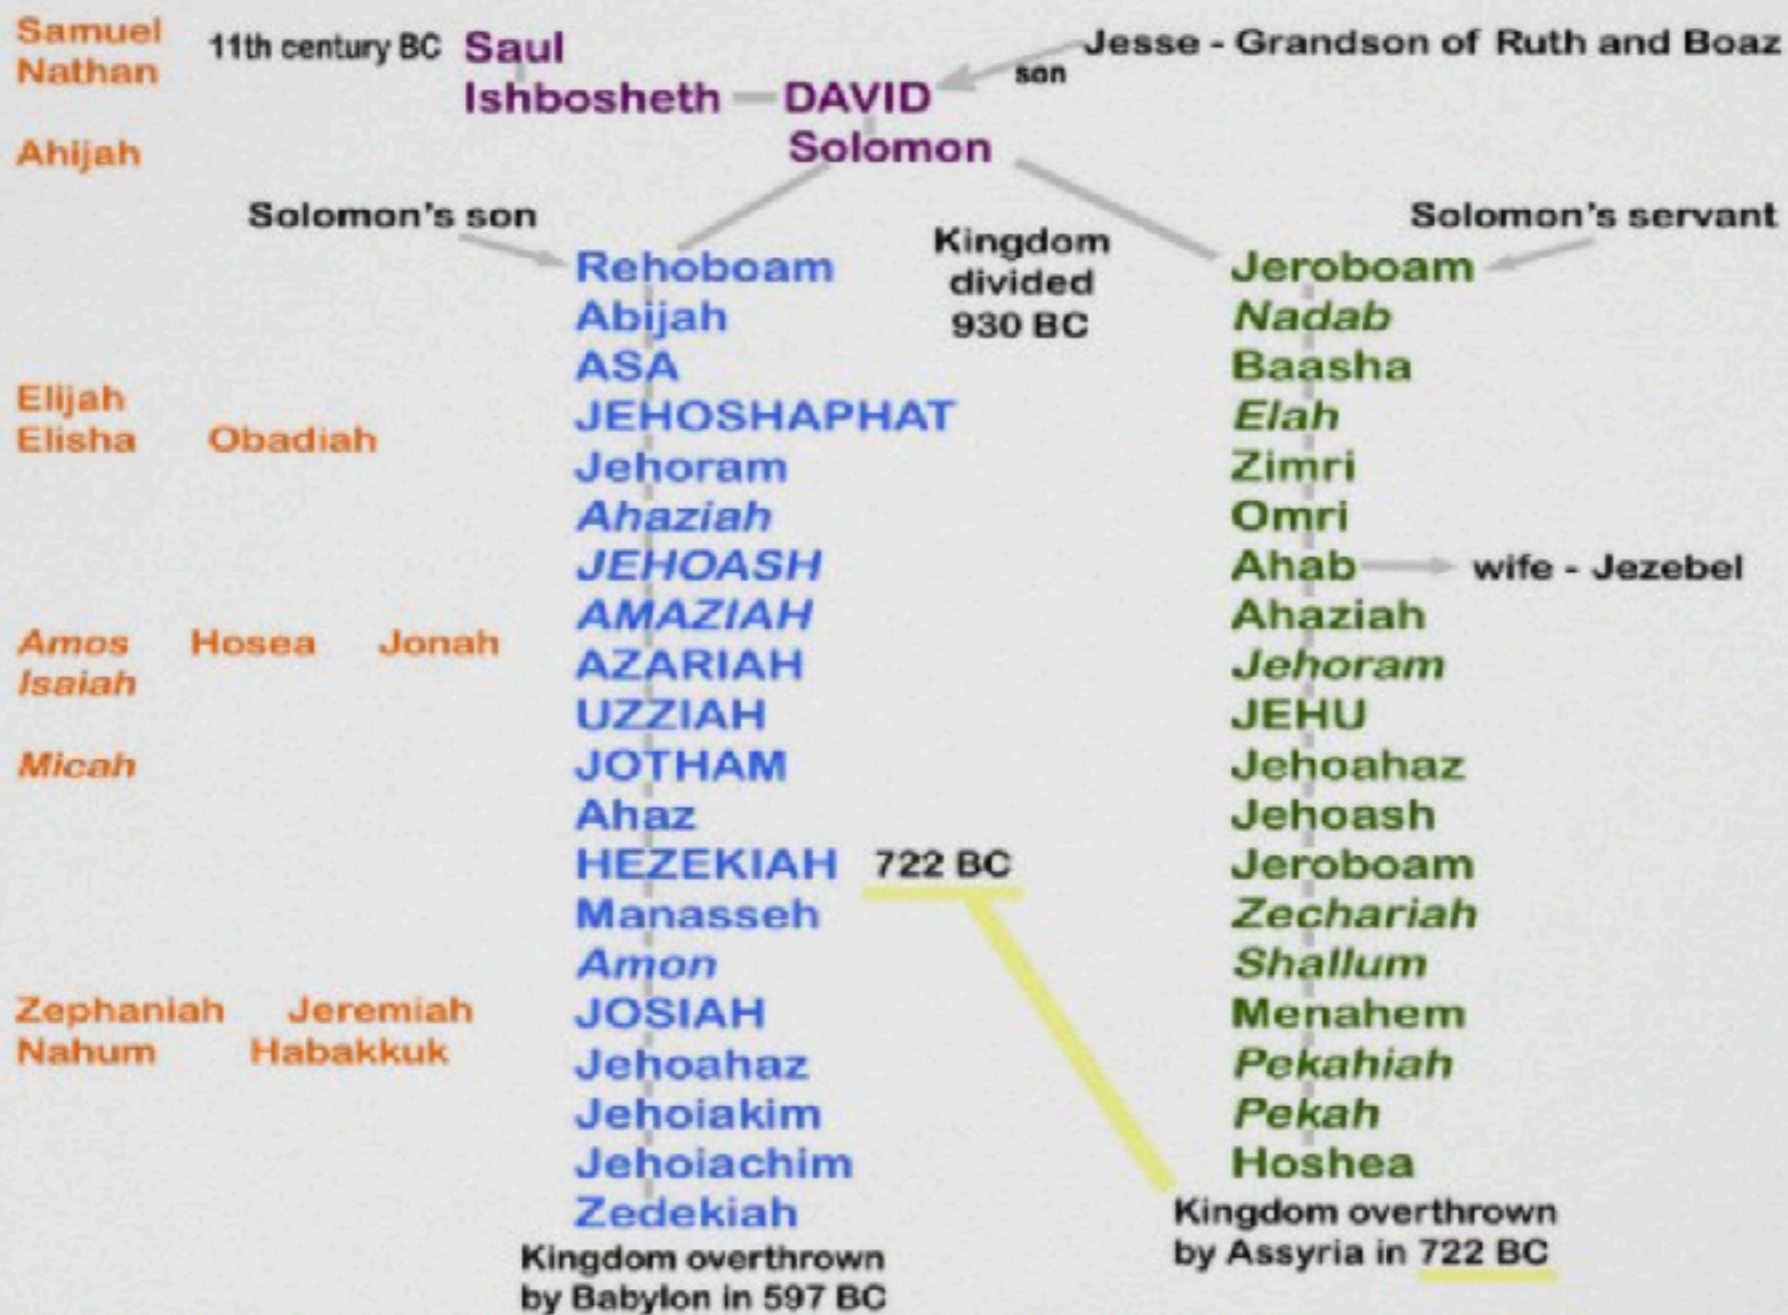 Samuel
Nathan
11th century BC Saul
Jesse - Grandson of Ruth and Boaz
son
Ishbosheth DAVID
Ahijah
Solomon
Solomon's son
Solomon's servant
Kingdom
divided
930 BC
Rehoboam
Abijah
ASA
JEHOSHAPHAT
Jehoram
Ahaziah
JEHOASH
AMAZIAH
AZARIAH
UZZIAH
JOTHAM
Ahaz
HEZEKIAH 722 BC
Manasseh
Amon
JOSIAH
Jehoahaz
Jehoiakim
Jehoiachim
Zedekiah
Kingdom overthrown
by Babylon in 597 BC
Elijah
Elisha Obadiah
Amos Hosea Jonah
Isaiah
Micah
Zephaniah Jeremiah
Nahum Habakkuk
Jeroboam
Nadab
Baasha
Elah
Zimri
Omri
Ahab wife - Jezebel
Ahaziah
Jehoram
JEHU
Jehoahaz
Jehoash
Jeroboam
Zechariah
Shallum
Menahem
Pekahiah
Pekah
Hoshea
Kingdom overthrown
by Assyria in 722 BC